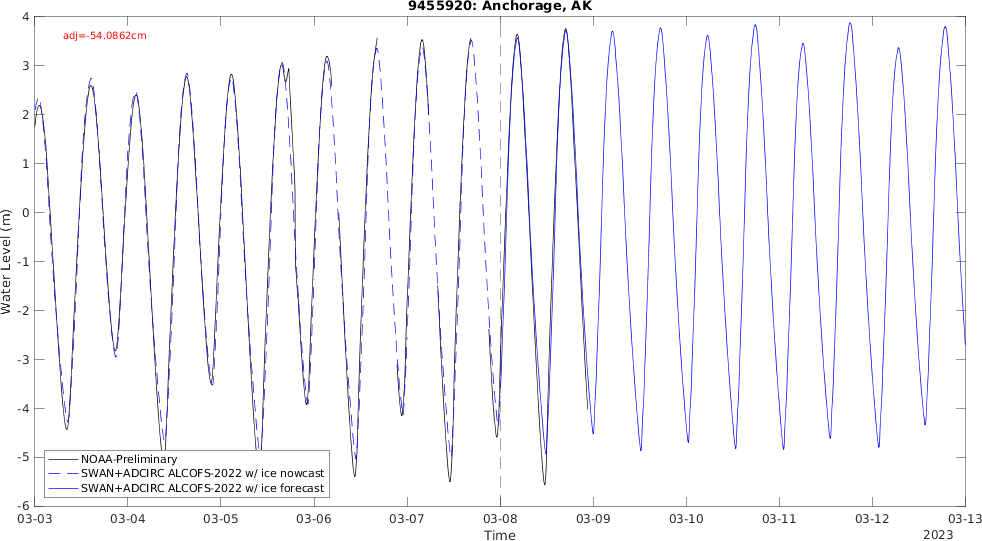 9455920: Anchorage, AK
adj=-54.0862cm
4
3
2
1
0
-1
-2
-3
-4
-5
-6
Water Level (m)
NOAA-Preliminary
SWAN+ADCIRC ALCOFS-2022 w/ ice nowcast
SWAN+ADCIRC ALCOFS-2022 w/ ice forecast
03-03 03-04 03-05 03-06 03-07 03-08 03-09 03-10 03-11 03-12 03-13
Time
2023